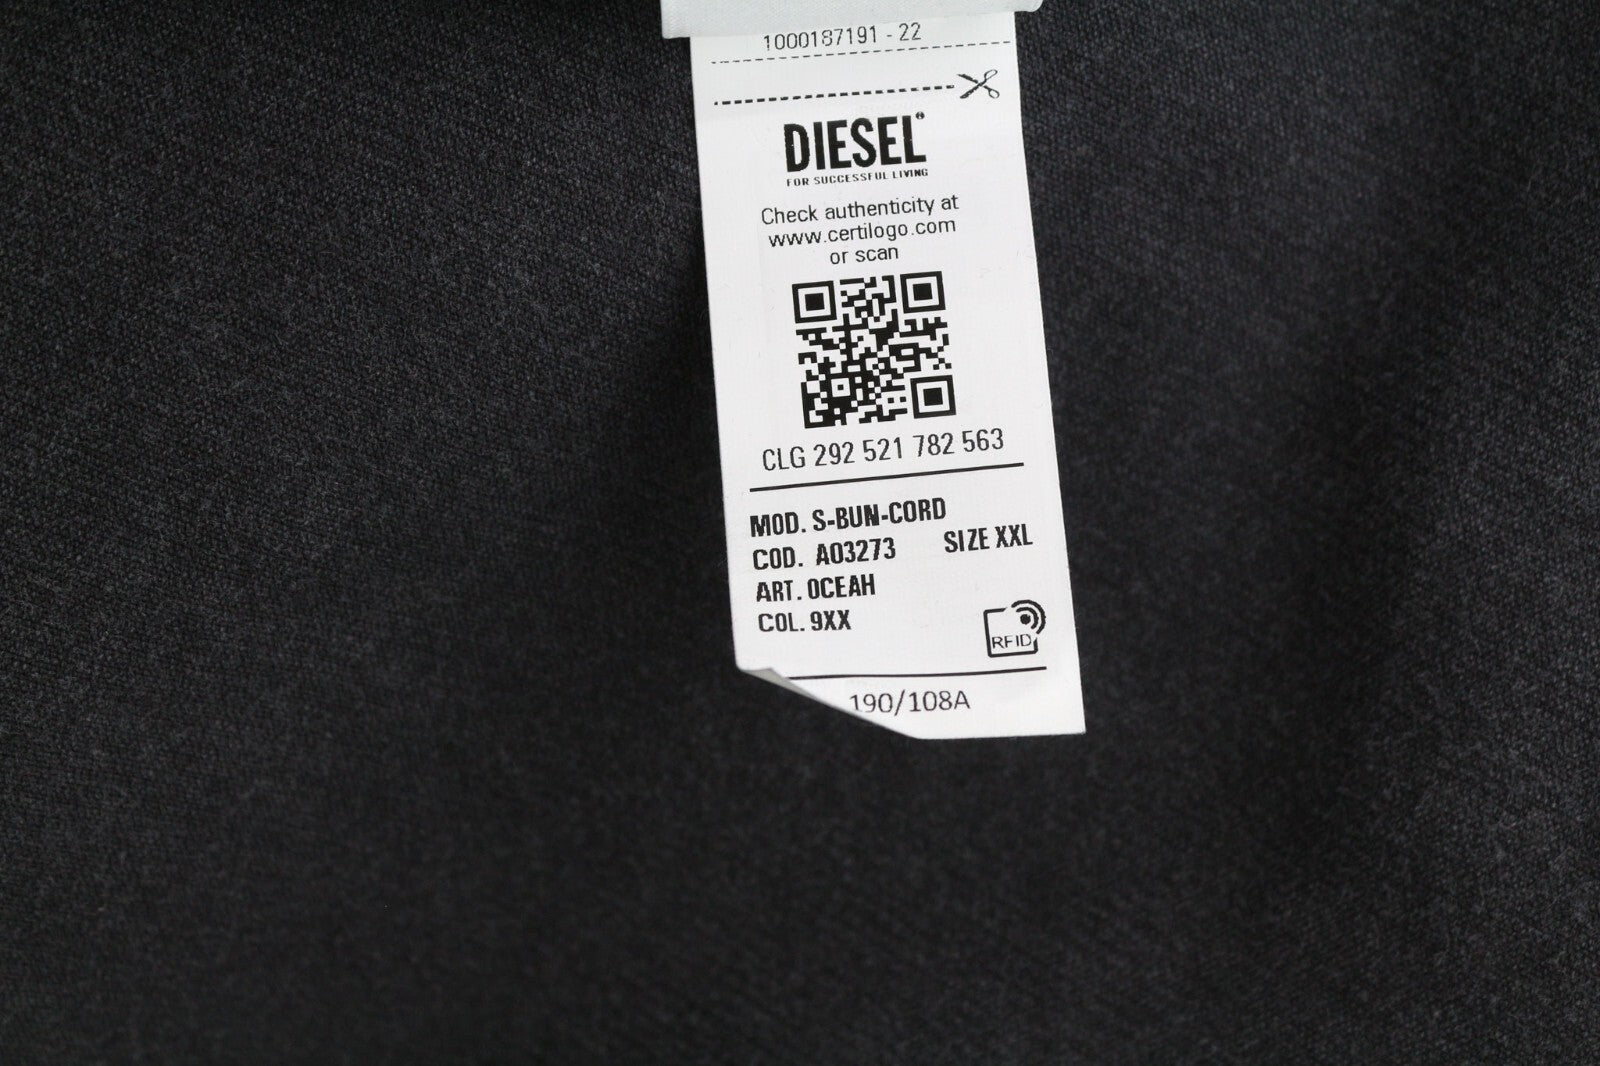 1000187191 - 22
DIESEL®
FOR SUCCESSFUL LIVING
Check authenticity at
www.certilogo.com
or scan
CLG 292 521 782 563
MOD. S-BUN-CORD
COD. A03273 SIZE XXL
ART. OCEAH
COL. 9XX
RFID
190/108A